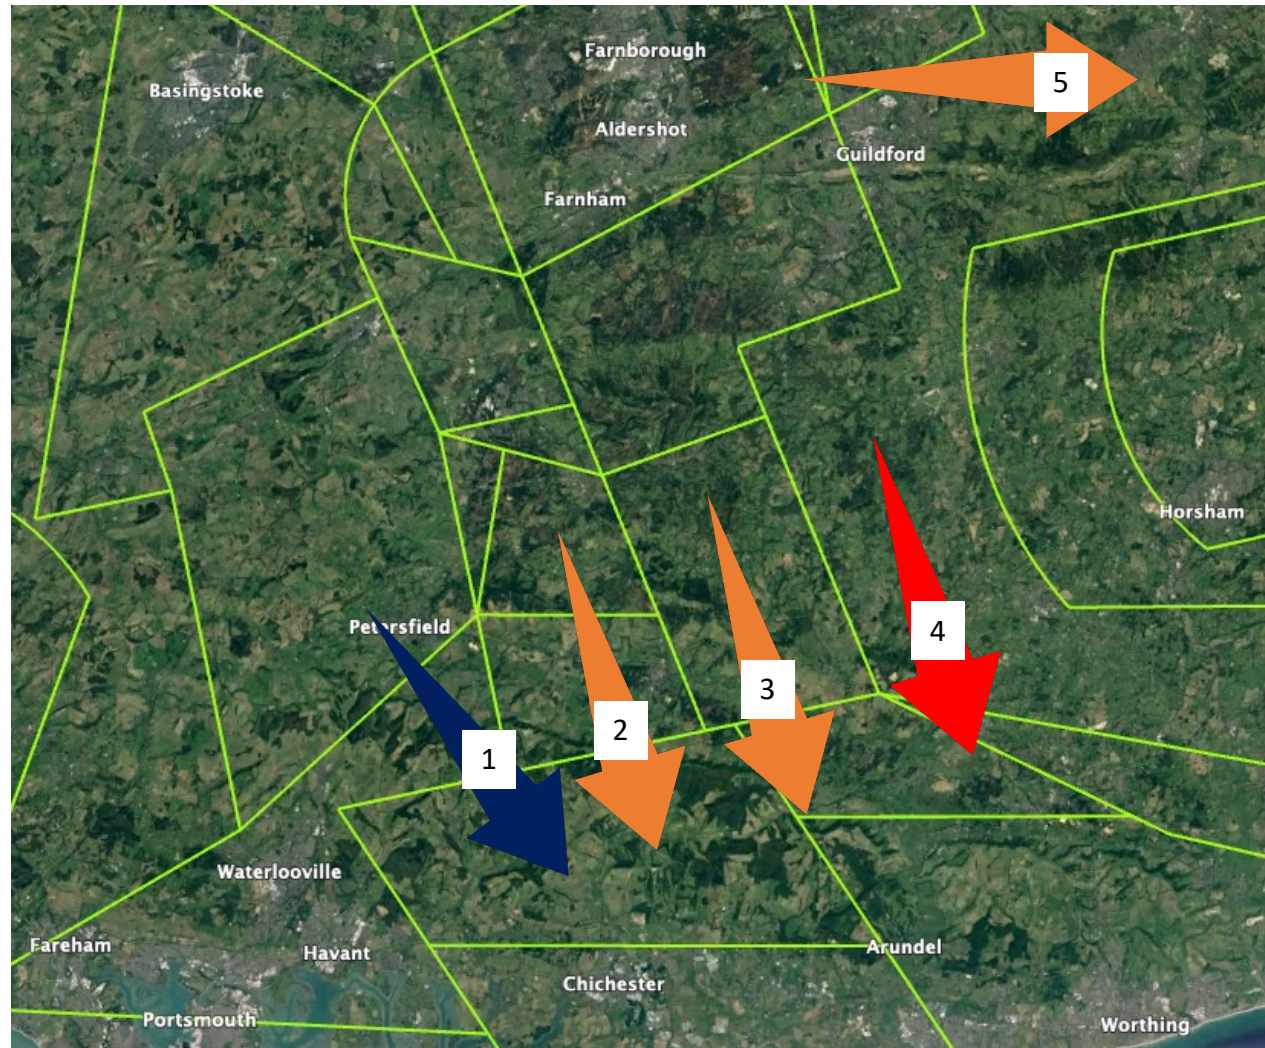 Farnborough
Basingstoke
5
Aldershot
Guildford
Farnham
Horsham
Petersfield
4
3
2
1
Waterlooville
Fareham
Havant
Arundel
Chichester
Portsmouth
Worthing